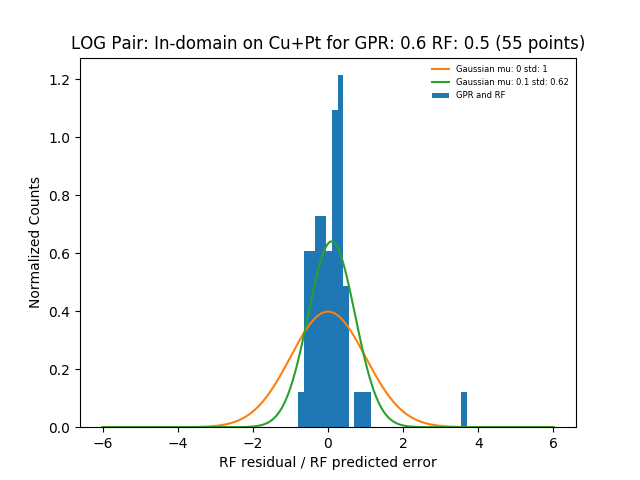 LOG Pair: In-domain on Cu+Pt for GPR: 0.6 RF: 0.5 (55 points)
Gaussian mu: 0 std: 1
Gaussian mu: 0.1 std: 0.62
GPR and RF
Normalized Counts
1.2
1.0
0.8
0.6
0.4
0.2
0.0
−6
−4
−2
0
2
4
6
RF residual / RF predicted error